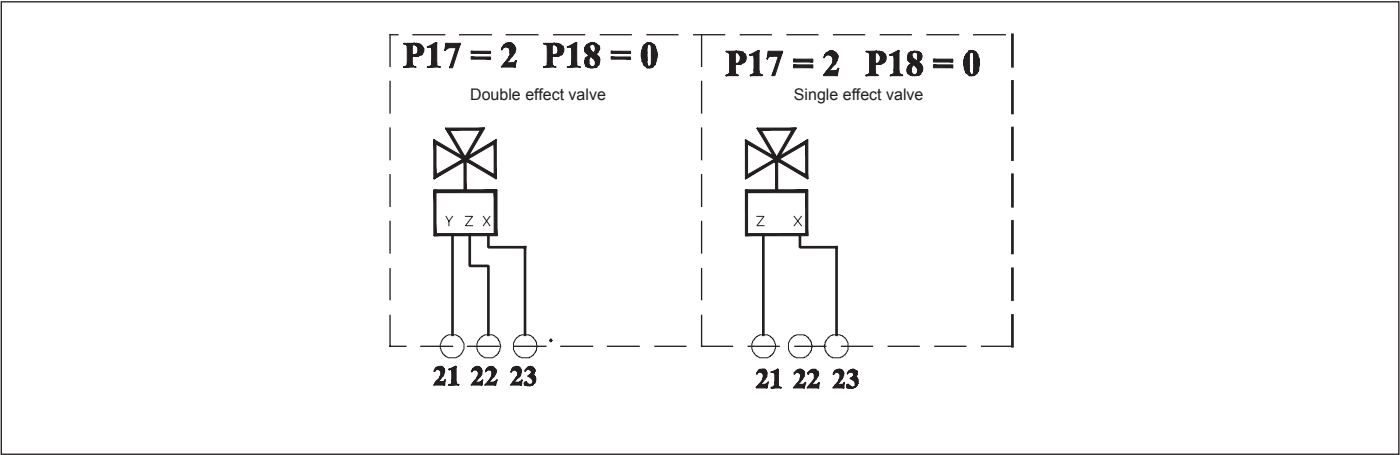 P17 = 2 P18 = 0
Double effect valve
Y Z X
21 22 23
P17 = 2 P18 = 0
Single effect valve
Z X
21 22 23